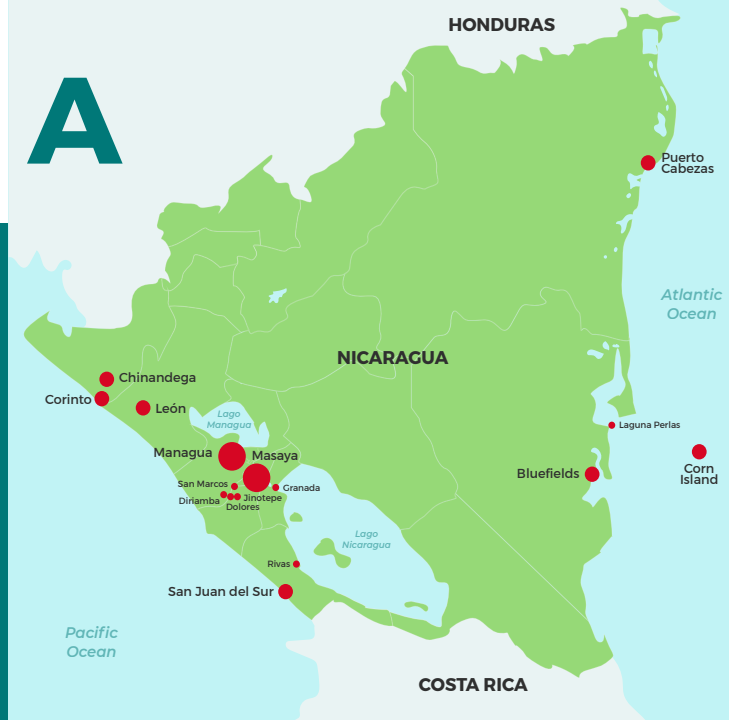 HONDURAS
A
Puerto
Cabezas
Atlantic
Ocean
NICARAGUA
Chinandega
Corinto
León
Lago
Managua
Laguna Perlas
Managua
Masaya
Corn
Island
Bluefields
San Marcos
Granada
Diriamba
Jinotepe
Dolores
Lago
Nicaragua
Rivas
San Juan del Sur
Pacific
Ocean
COSTA RICA